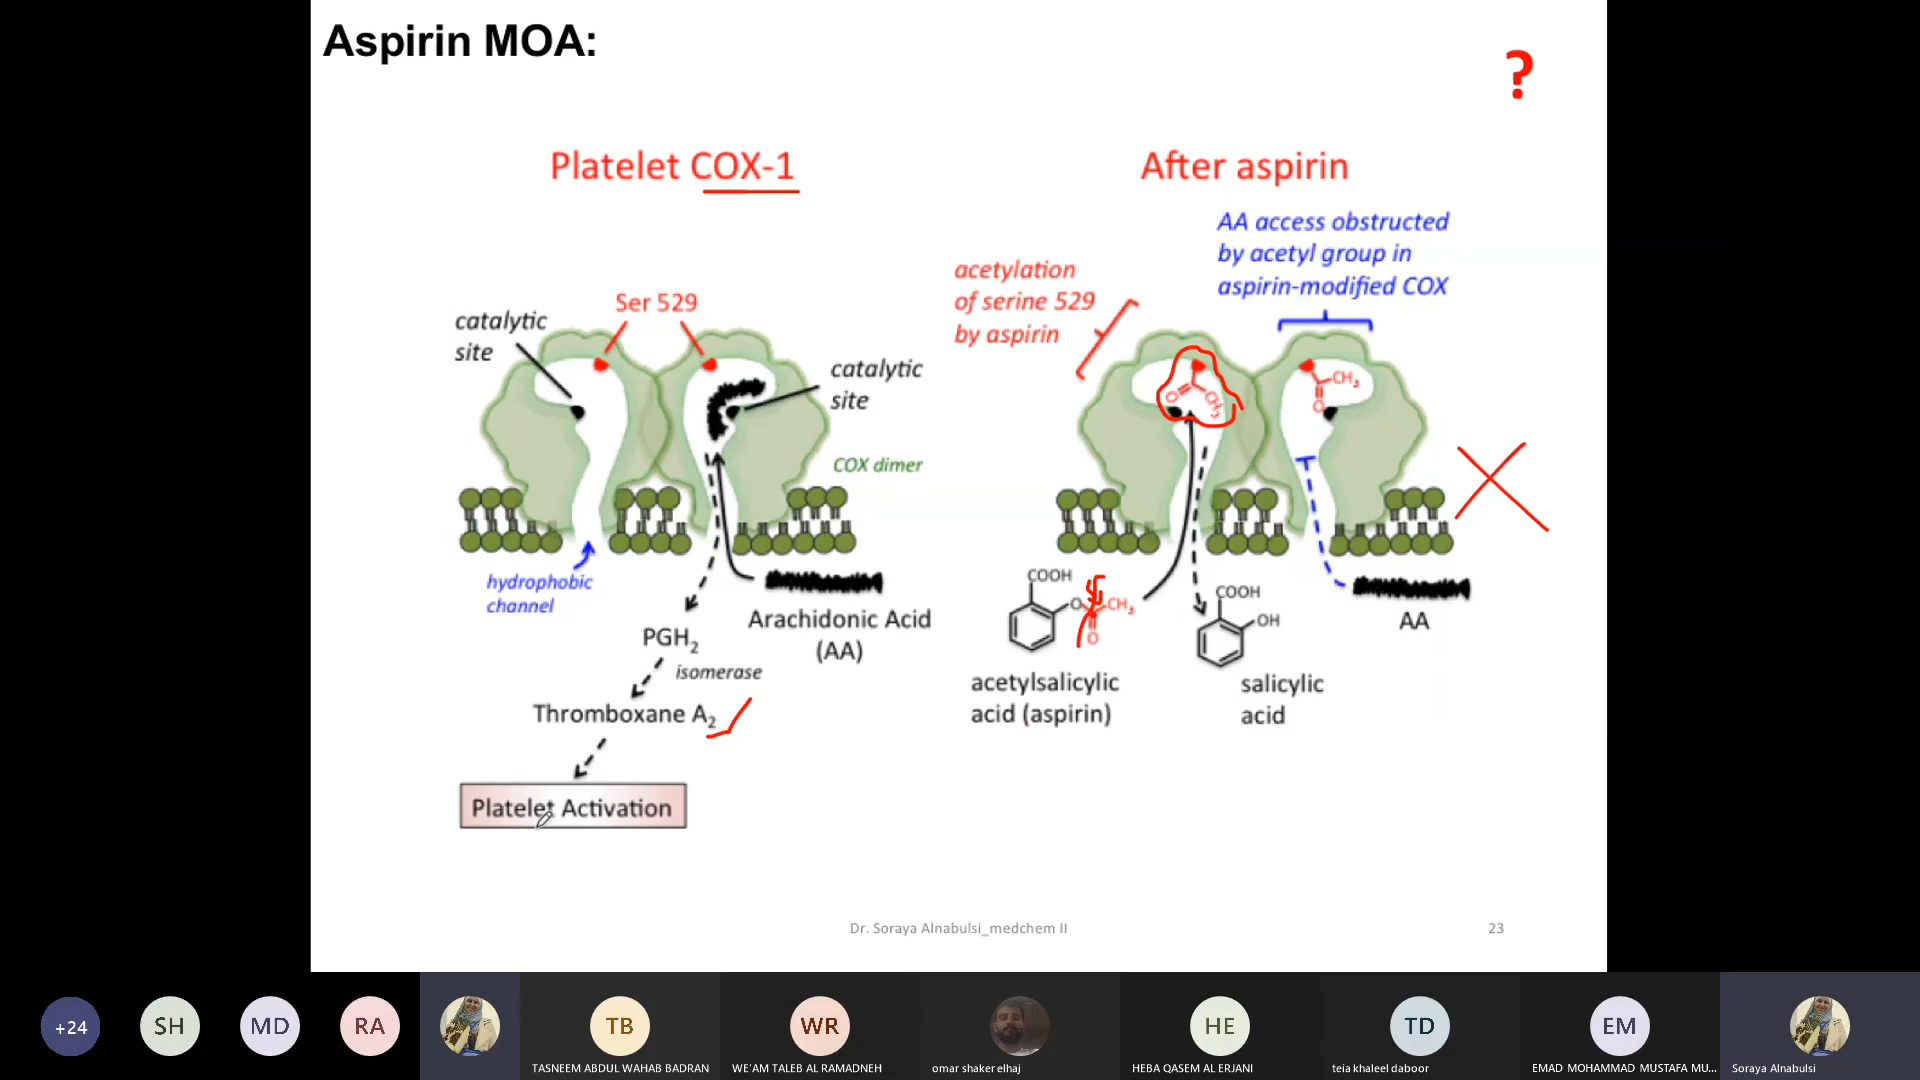 Aspirin MOA:
?
Platelet COX-1
After aspirin
AA access obstructed
by acetyl group in
aspirin-modified COX
acetylation
of serine 529
by aspirin
Ser 529
catalytic
site
catalytic
site
COX dimer
hydrophobic
channel
Arachidonic Acid
(AA)
PGH2
isomerase
Thromboxane A2
Platelet Activation
O
CH3
CH3
O
COOH
O
CH3
O
acetylsalicylic
acid (aspirin)
COOH
OH
salicylic
acid
AA
Dr. Soraya Alnabulsi_medchem II
23
+24
SH
MD
RA
TB
WR
HE
TD
EM
TASNEEM ABDUL WAHAB BADRAN
WE'AM TALEB AL RAMADNEH
omar shaker elhaj
HEBA QASEM AL ERJANI
teia khaleel daboor
EMAD MOHAMMAD MUSTAFA MU...
Soraya Alnabulsi